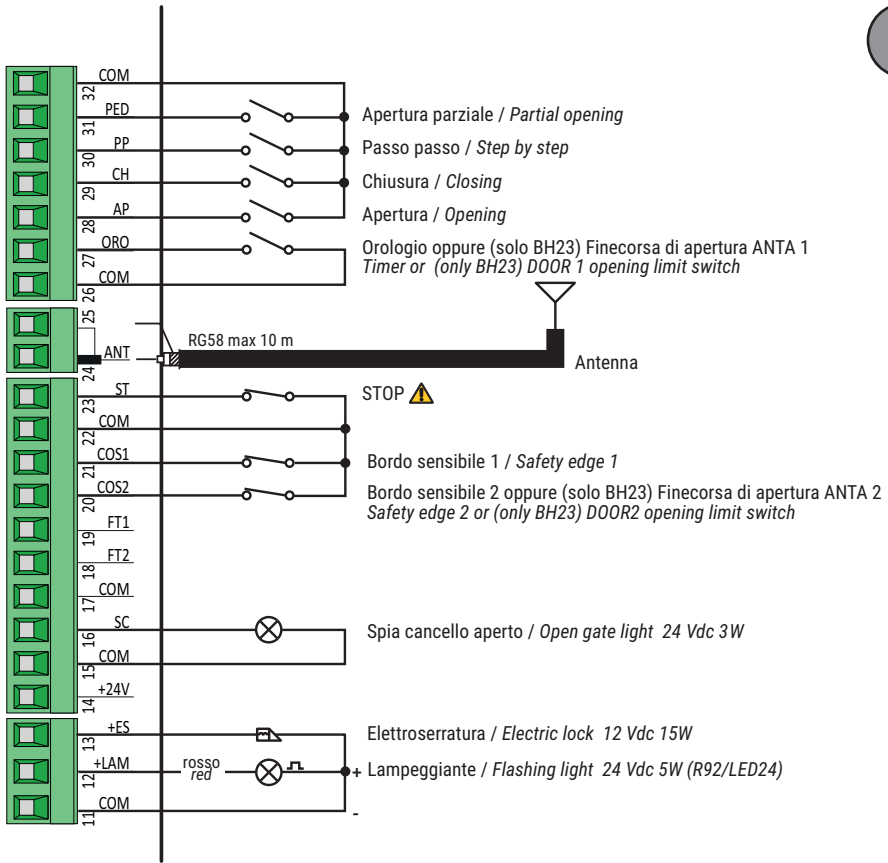 COM
32
PED
31
Apertura parziale / Partial opening
PP
30
Passo passo / Step by step
CH
29
Chiusura / Closing
AP
28
Apertura / Opening
ORO
27
Orologio oppure (solo BH23) Finecorsa di apertura ANTA 1
Timer or (only BH23) DOOR 1 opening limit switch
COM
26
25
RG58 max 10 m
ANT
24
Antenna
ST
23
STOP
COM
22
COS1
21
Bordo sensibile 1 / Safety edge 1
COS2
20
Bordo sensibile 2 oppure (solo BH23) Finecorsa di apertura ANTA 2
Safety edge 2 or (only BH23) DOOR2 opening limit switch
FT1
19
FT2
18
COM
17
SC
16
Spia cancello aperto / Open gate light 24 Vdc 3W
COM
15
+24V
14
+ES
13
Elettroserratura / Electric lock 12 Vdc 15W
+LAM
12
rosso
red
+ Lampeggiante / Flashing light 24 Vdc 5W (R92/LED24)
COM
11
-